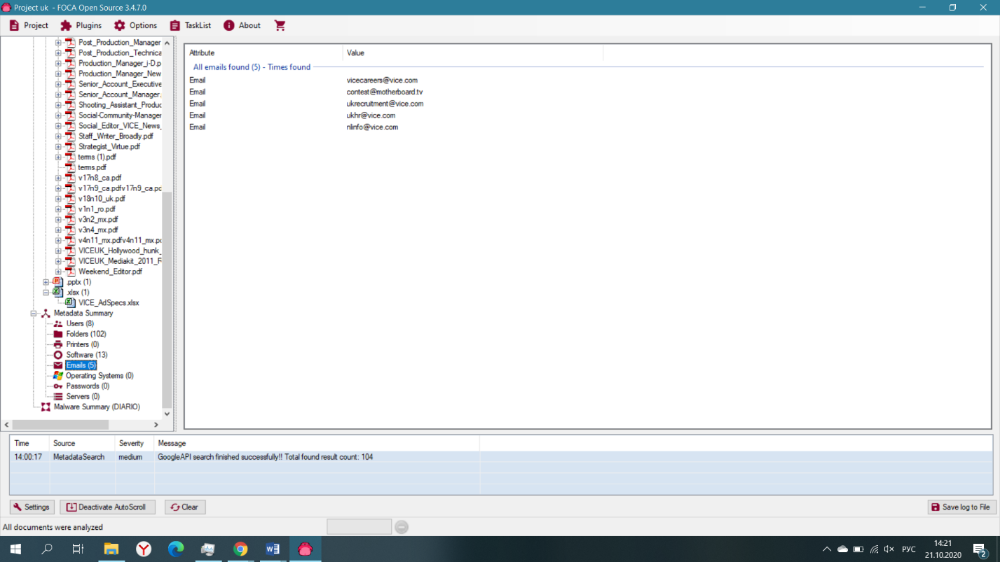 Project uk - FOCA Open Source 3.4.7.0
Project Plugins Options TaskList About
Post_Production_Manager
Post_Production_Technica
Production_Manager_i-D.p
Production_Manager_New
Senior_Account_Executive
Senior_Account_Manager.
Shooting_Assistant_Produc
Social-Community-Manager
Social_Editor_VICE_News_
Staff_Writer_Broadly.pdf
Strategist_Virtue.pdf
terms (1).pdf
terms.pdf
v17n8_ca.pdf
v17n9_ca.pdfv17n9_ca.pc
v18n10_uk.pdf
v1n1_ro.pdf
v3n2_mx.pdf
v3n4_mx.pdf
v4n11_mx.pdfv4n11_mx.pc
VICEUK_Hollywood_hunk_
VICEUK_Mediakit_2011_F
Weekend_Editor.pdf
.pptx (1)
.xlsx (1)
VICE_AdSpecs.xlsx
Metadata Summary
Users (8)
Folders (102)
Printers (0)
Software (13)
Emails (5)
Operating Systems (0)
Passwords (0)
Servers (0)
Malware Summary (DIARIO)
Attribute Value
All emails found (5) - Times found
Email vicecareers@vice.com
Email contest@motherboard.tv
Email ukrecruitment@vice.com
Email ukhr@vice.com
Email nlinfo@vice.com
Time Source Severity Message
14:00:17 MetadataSearch medium GoogleAPI search finished successfully!! Total found result count: 104
Settings Deactivate AutoScroll Clear Save log to File
All documents were analyzed
РУС
14:21
21.10.2020
2